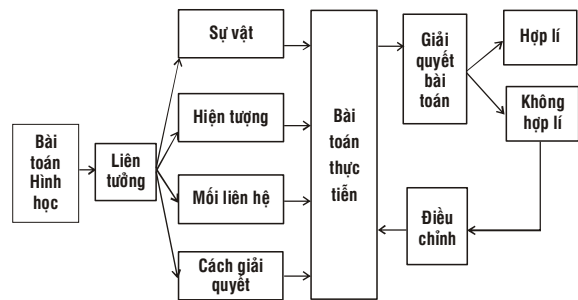 Bài
toán
Hình
học
Liên
tưởng
Sự vật
Hiện tượng
Mối liên hệ
Cách giải
quyết
Bài
toán
thực
tiễn
Giải
quyết
bài
toán
Hợp
lí
Không
hợp lí
Điều
chỉnh